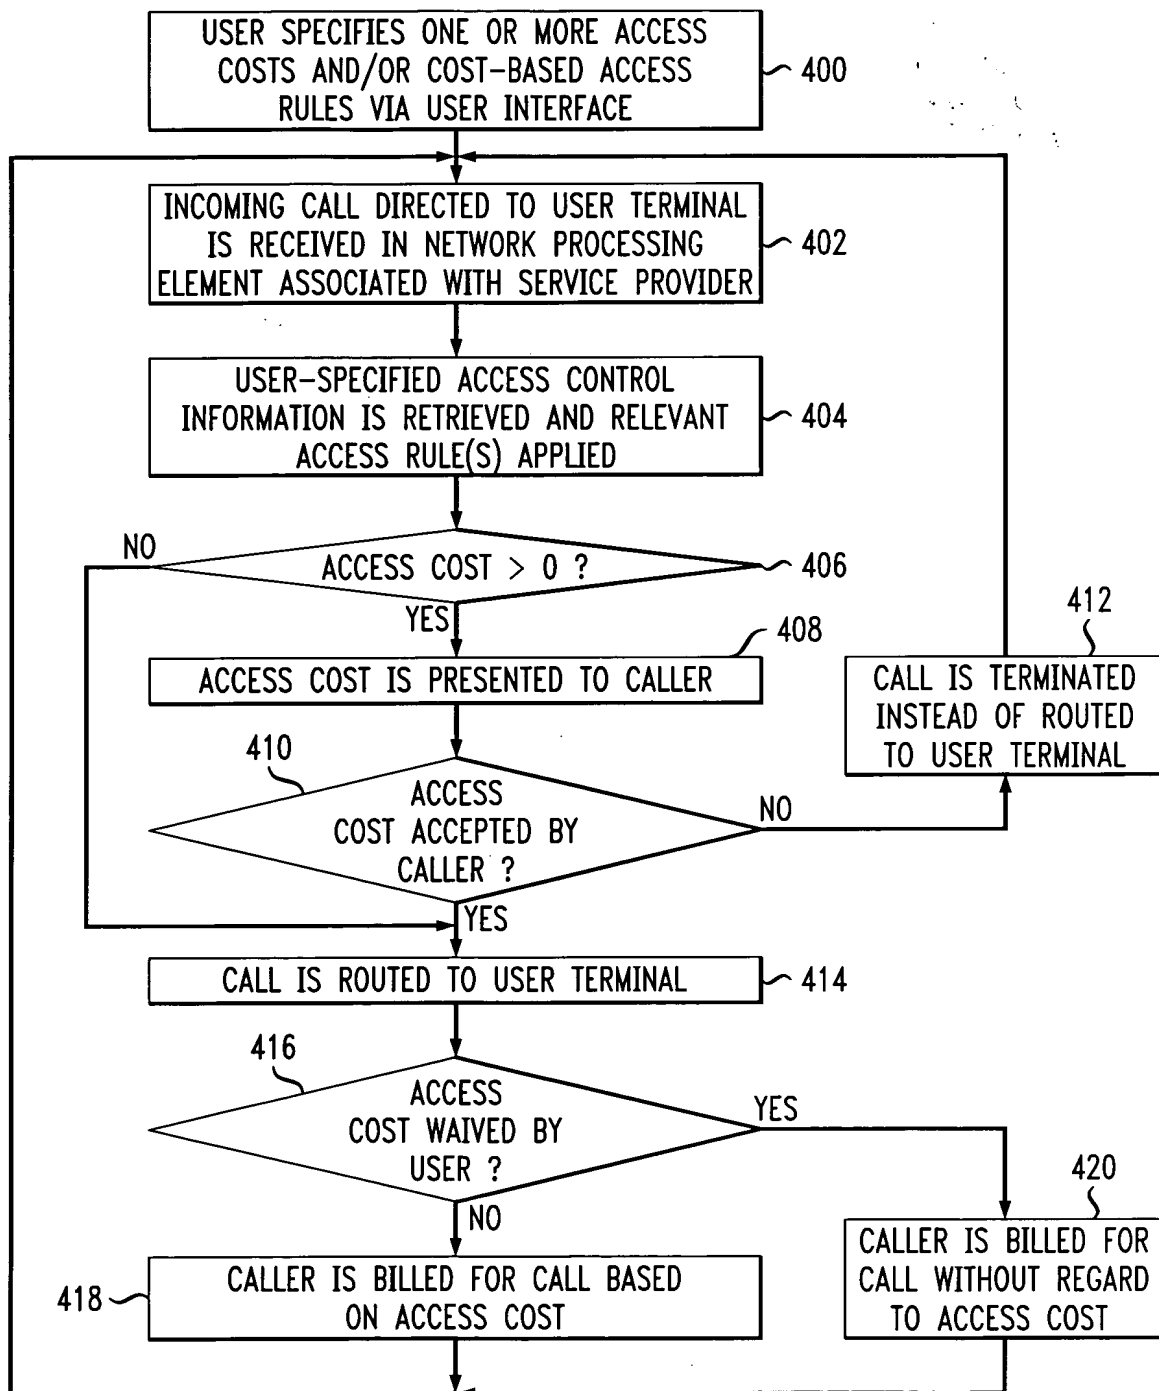 USER SPECIFIES ONE OR MORE ACCESS
COSTS AND/OR COST-BASED ACCESS
RULES VIA USER INTERFACE
400
INCOMING CALL DIRECTED TO USER TERMINAL
IS RECEIVED IN NETWORK PROCESSING
ELEMENT ASSOCIATED WITH SERVICE PROVIDER
402
USER-SPECIFIED ACCESS CONTROL
INFORMATION IS RETRIEVED AND RELEVANT
ACCESS RULE(S) APPLIED
404
NO
ACCESS COST > 0 ?
406
YES
408
ACCESS COST IS PRESENTED TO CALLER
412
CALL IS TERMINATED
INSTEAD OF ROUTED
TO USER TERMINAL
410
ACCESS
COST ACCEPTED BY
CALLER ?
NO
YES
CALL IS ROUTED TO USER TERMINAL
414
416
ACCESS
COST WAIVED BY
USER ?
YES
NO
420
CALLER IS BILLED FOR
CALL WITHOUT REGARD
TO ACCESS COST
418
CALLER IS BILLED FOR CALL BASED
ON ACCESS COST